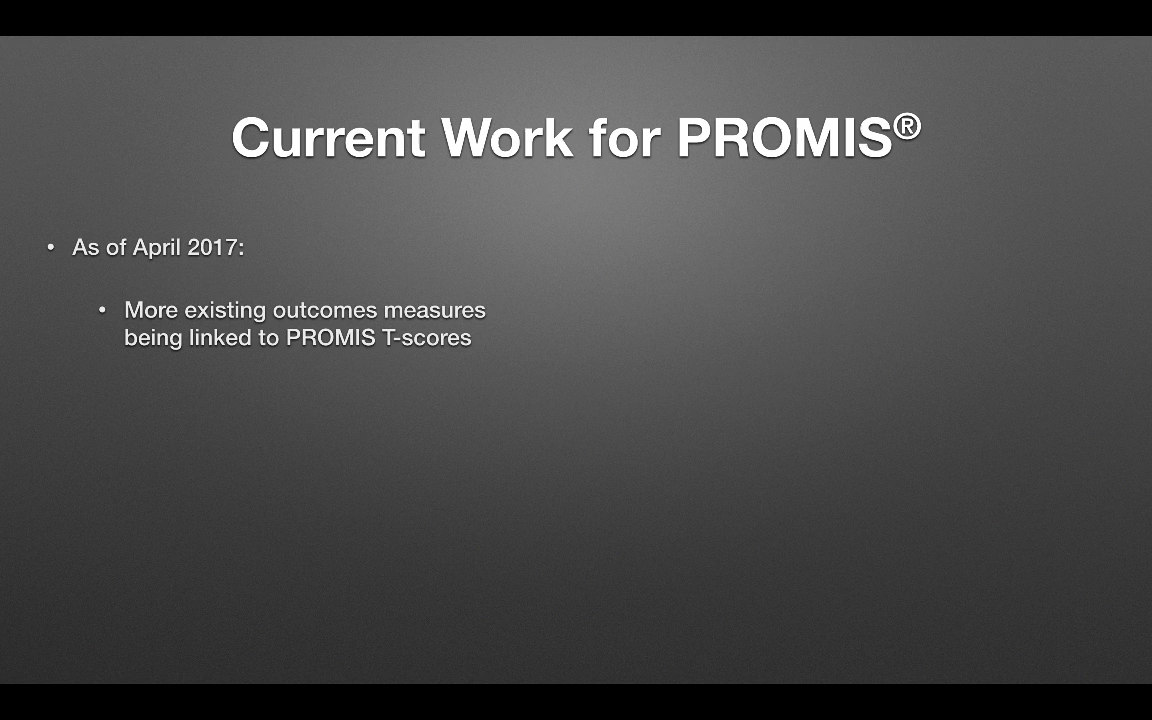 Current Work for PROMIS®
• As of April 2017:
• More existing outcomes measures
being linked to PROMIS T-scores